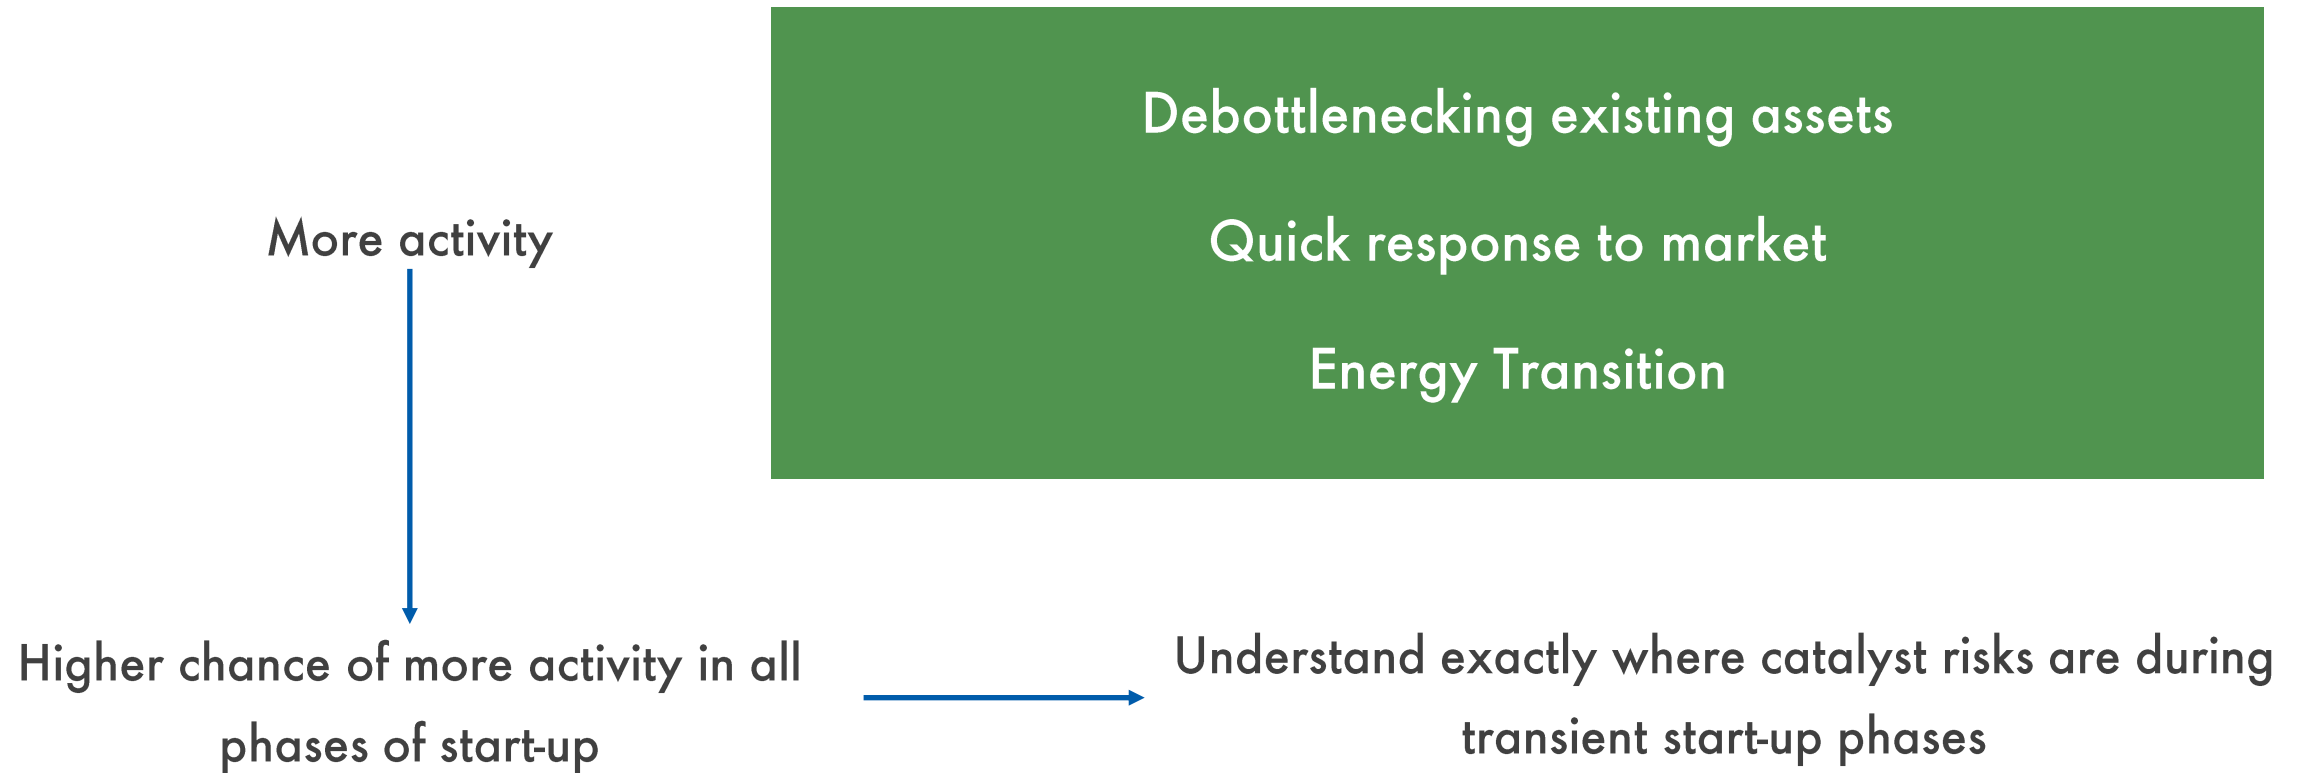 Debottlenecking existing assets
More activity
Quick response to market
Energy Transition
Higher chance of more activity in all
phases of start-up
Understand exactly where catalyst risks are during
transient start-up phases